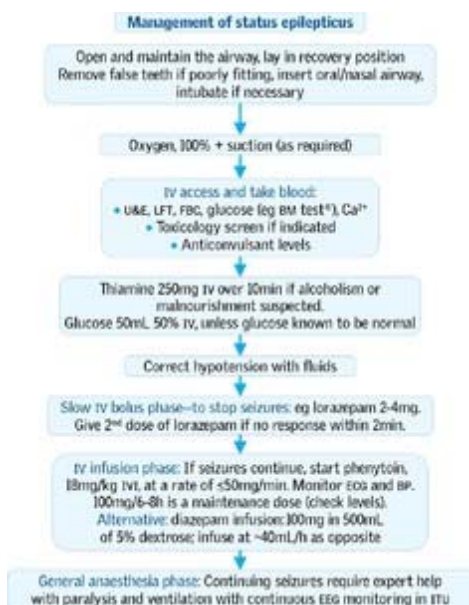 Management of status epilepticus
Open and maintain the airway, lay in recovery position
Remove false teeth if poorly fitting, insert oral/nasal airway,
intubate if necessary
Oxygen, 100% + suction (as required)
IV access and take blood:
• U&E, LFT, FBC, glucose (eg BM test®), Ca²⁺
• Toxicology screen if indicated
• Anticonvulsant levels
Thiamine 250mg IV over 10min if alcoholism or
malnourishment suspected.
Glucose 50mL 50% IV, unless glucose known to be normal
Correct hypotension with fluids
Slow IV bolus phase—to stop seizures: eg lorazepam 2-4mg.
Give 2nd dose of lorazepam if no response within 2min.
IV infusion phase: If seizures continue, start phenytoin,
18mg/kg IVI, at a rate of ≤50mg/min. Monitor ECG and BP.
100mg/6-8h is a maintenance dose (check levels).
Alternative: diazepam infusion: 100mg in 500mL
of 5% dextrose; infuse at ~40mL/h as opposite
General anaesthesia phase: Continuing seizures require expert help
with paralysis and ventilation with continuous EEG monitoring in ITU